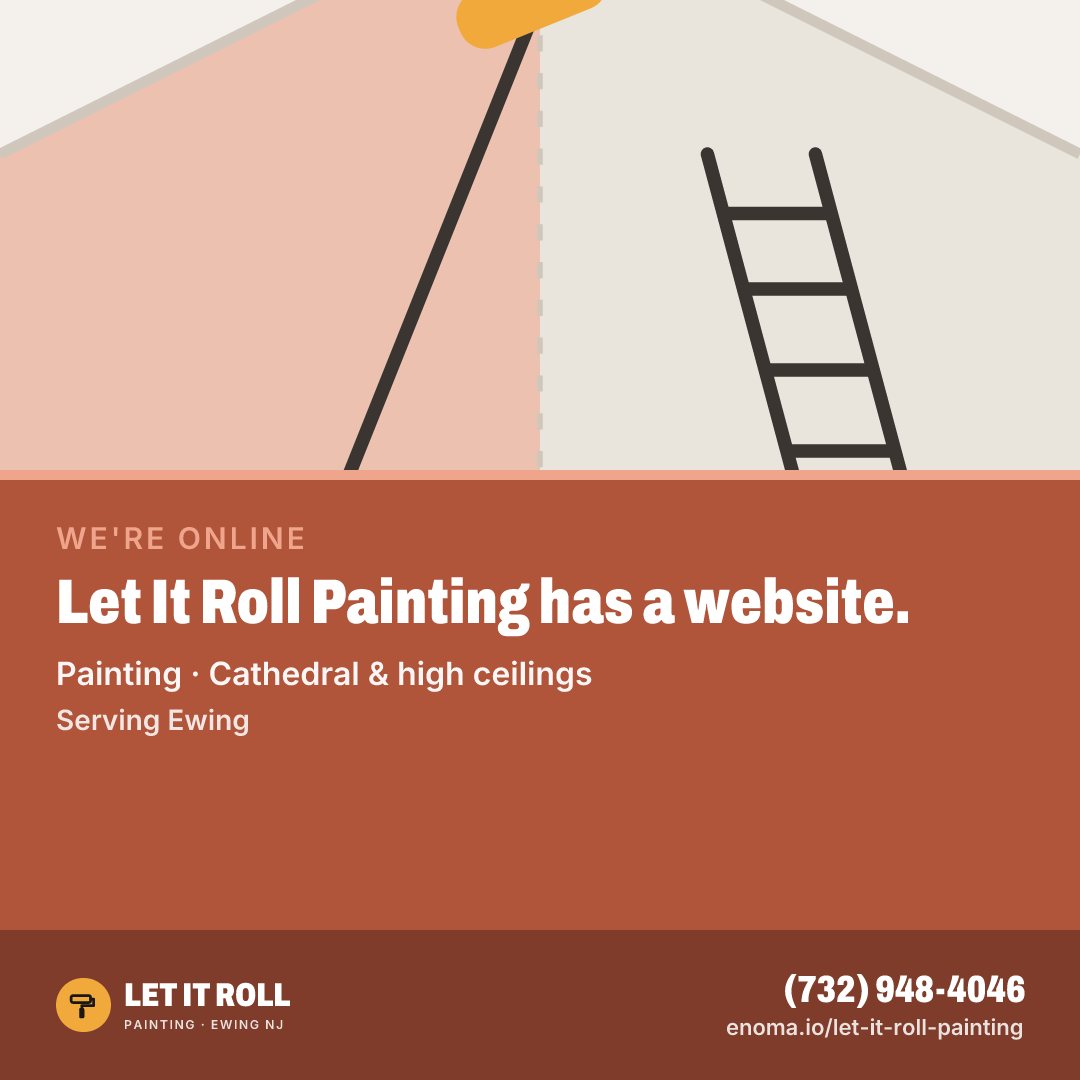 WE'RE ONLINE
Let It Roll Painting has a website.
Painting · Cathedral & high ceilings
Serving Ewing
LET IT ROLL
PAINTING · EWING NJ
(732) 948-4046
enoma.io/let-it-roll-painting